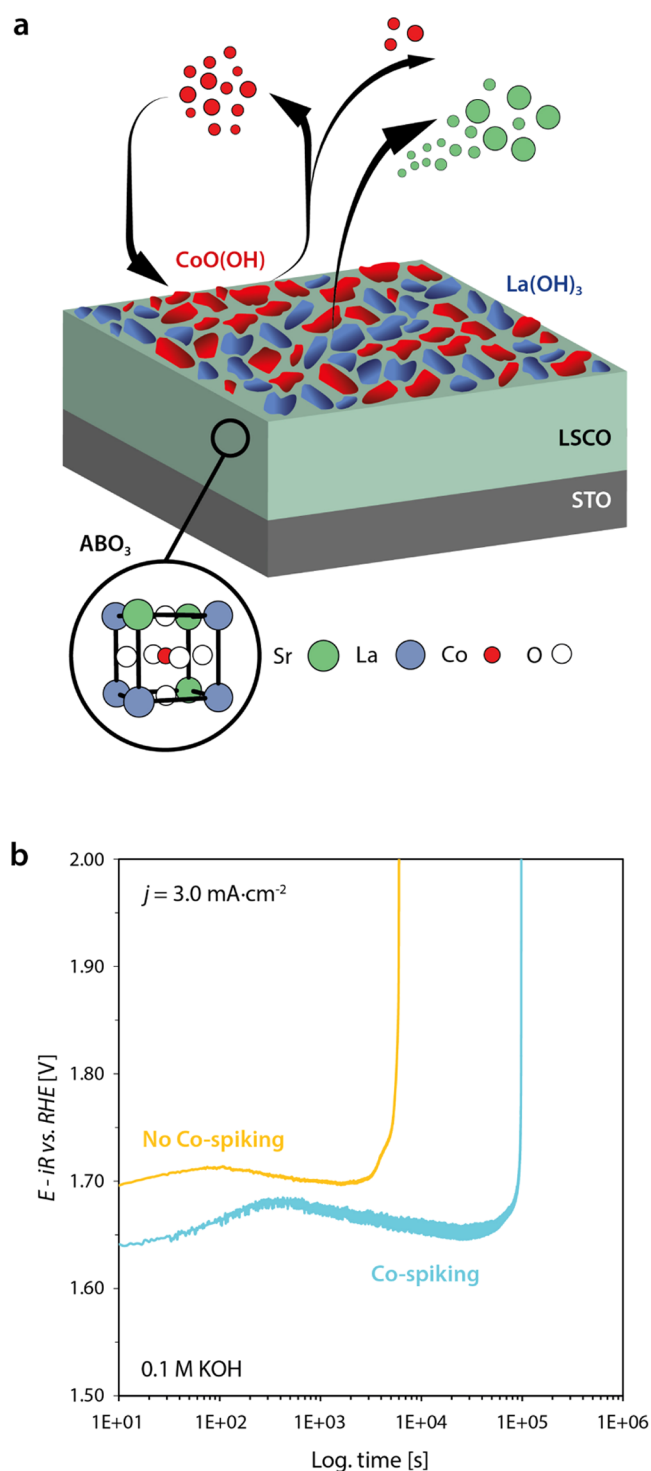 a
CoO(OH)
La(OH)₃
LSCO
STO
ABO₃
Sr La Co O
b
2.00
j = 3.0 mA·cm⁻²
1.90
1.80
E - iR vs. RHE [V]
No Co-spiking
1.70
Co-spiking
1.60
0.1 M KOH
1.50
1E+01 1E+02 1E+03 1E+04 1E+05 1E+06
Log. time [s]